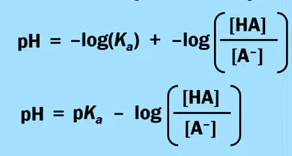 pH = –log(Kₐ) + –log([HA]/[A⁻])
pH = pKₐ – log([HA]/[A⁻])